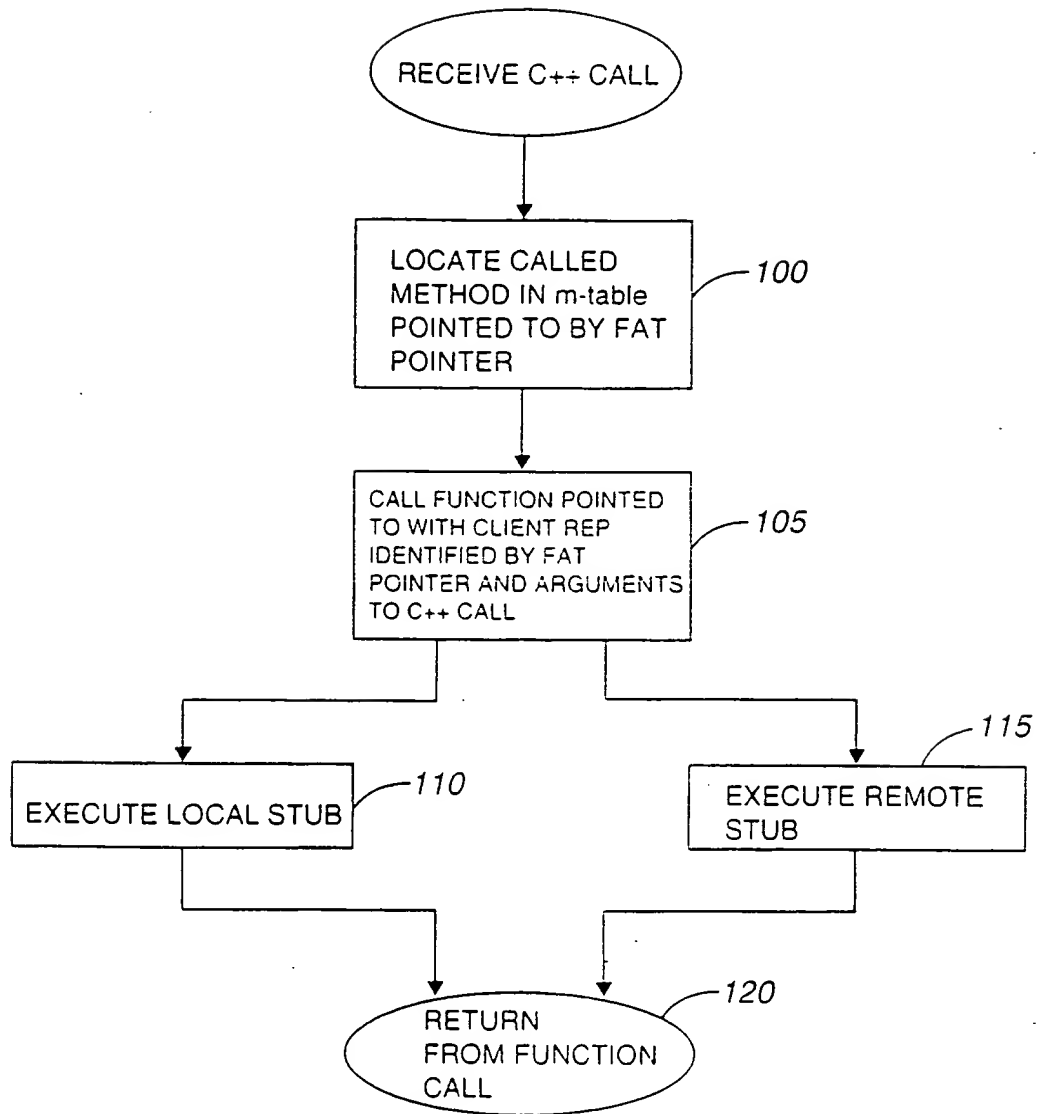 RECEIVE C++ CALL
LOCATE CALLED
METHOD IN m-table
POINTED TO BY FAT
POINTER
100
CALL FUNCTION POINTED
TO WITH CLIENT REP
IDENTIFIED BY FAT
POINTER AND ARGUMENTS
TO C++ CALL
105
EXECUTE LOCAL STUB
110
EXECUTE REMOTE
STUB
115
RETURN
FROM FUNCTION
CALL
120